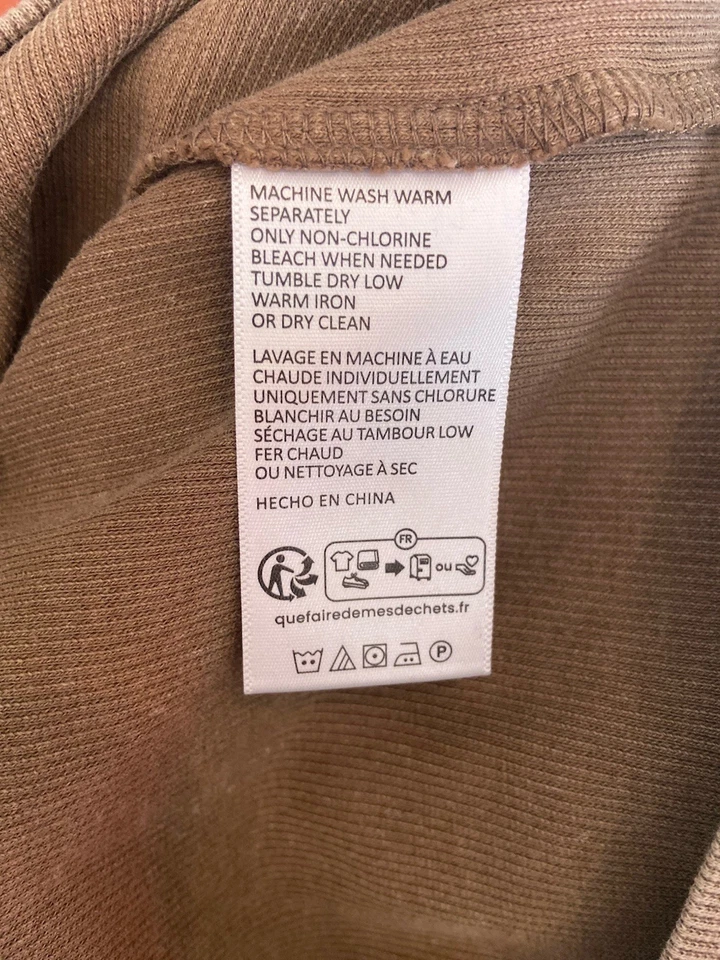 MACHINE WASH WARM
SEPARATELY
ONLY NON-CHLORINE
BLEACH WHEN NEEDED
TUMBLE DRY LOW
WARM IRON
OR DRY CLEAN
LAVAGE EN MACHINE À EAU
CHAUDE INDIVIDUELLEMENT
UNIQUEMENT SANS CHLORURE
BLANCHIR AU BESOIN
SÉCHAGE AU TAMBOUR LOW
FER CHAUD
OU NETTOYAGE À SEC
HECHO EN CHINA
FR
ou
quefairedemesdechets.fr
P